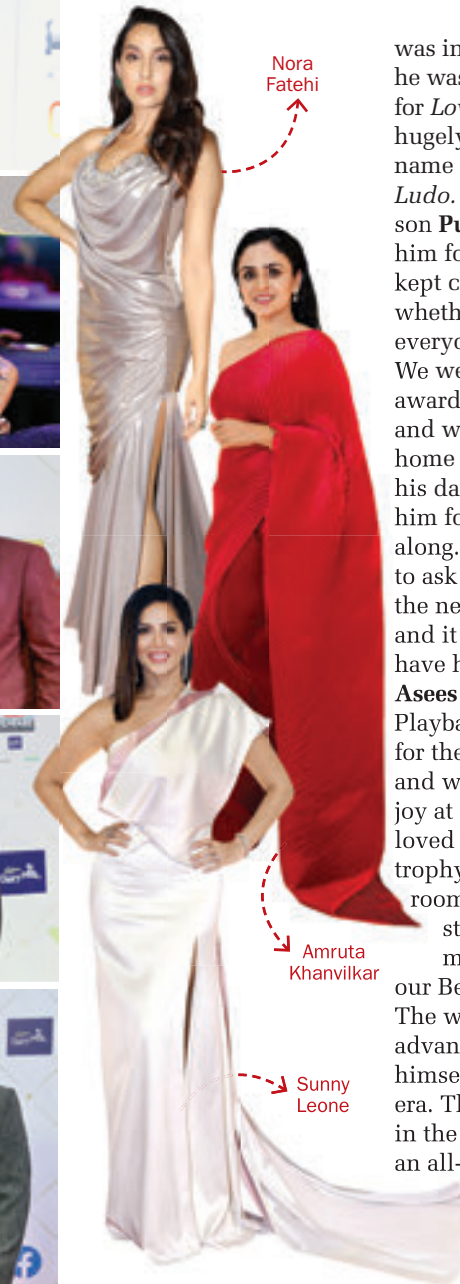 Nora
Fatehi
Amruta
Khanvilkar
Sunny
Leone
was in
he was
for Lov
hugely
name
Ludo.
son Pu
him fo
kept c
wheth
everyo
We we
award
and w
home
his da
him fo
along.
to ask
the ne
and it
have h
Asees
Playba
for the
and w
joy at
loved
trophy
room
st
m
our Be
The w
advan
himse
era. Th
in the
an all-